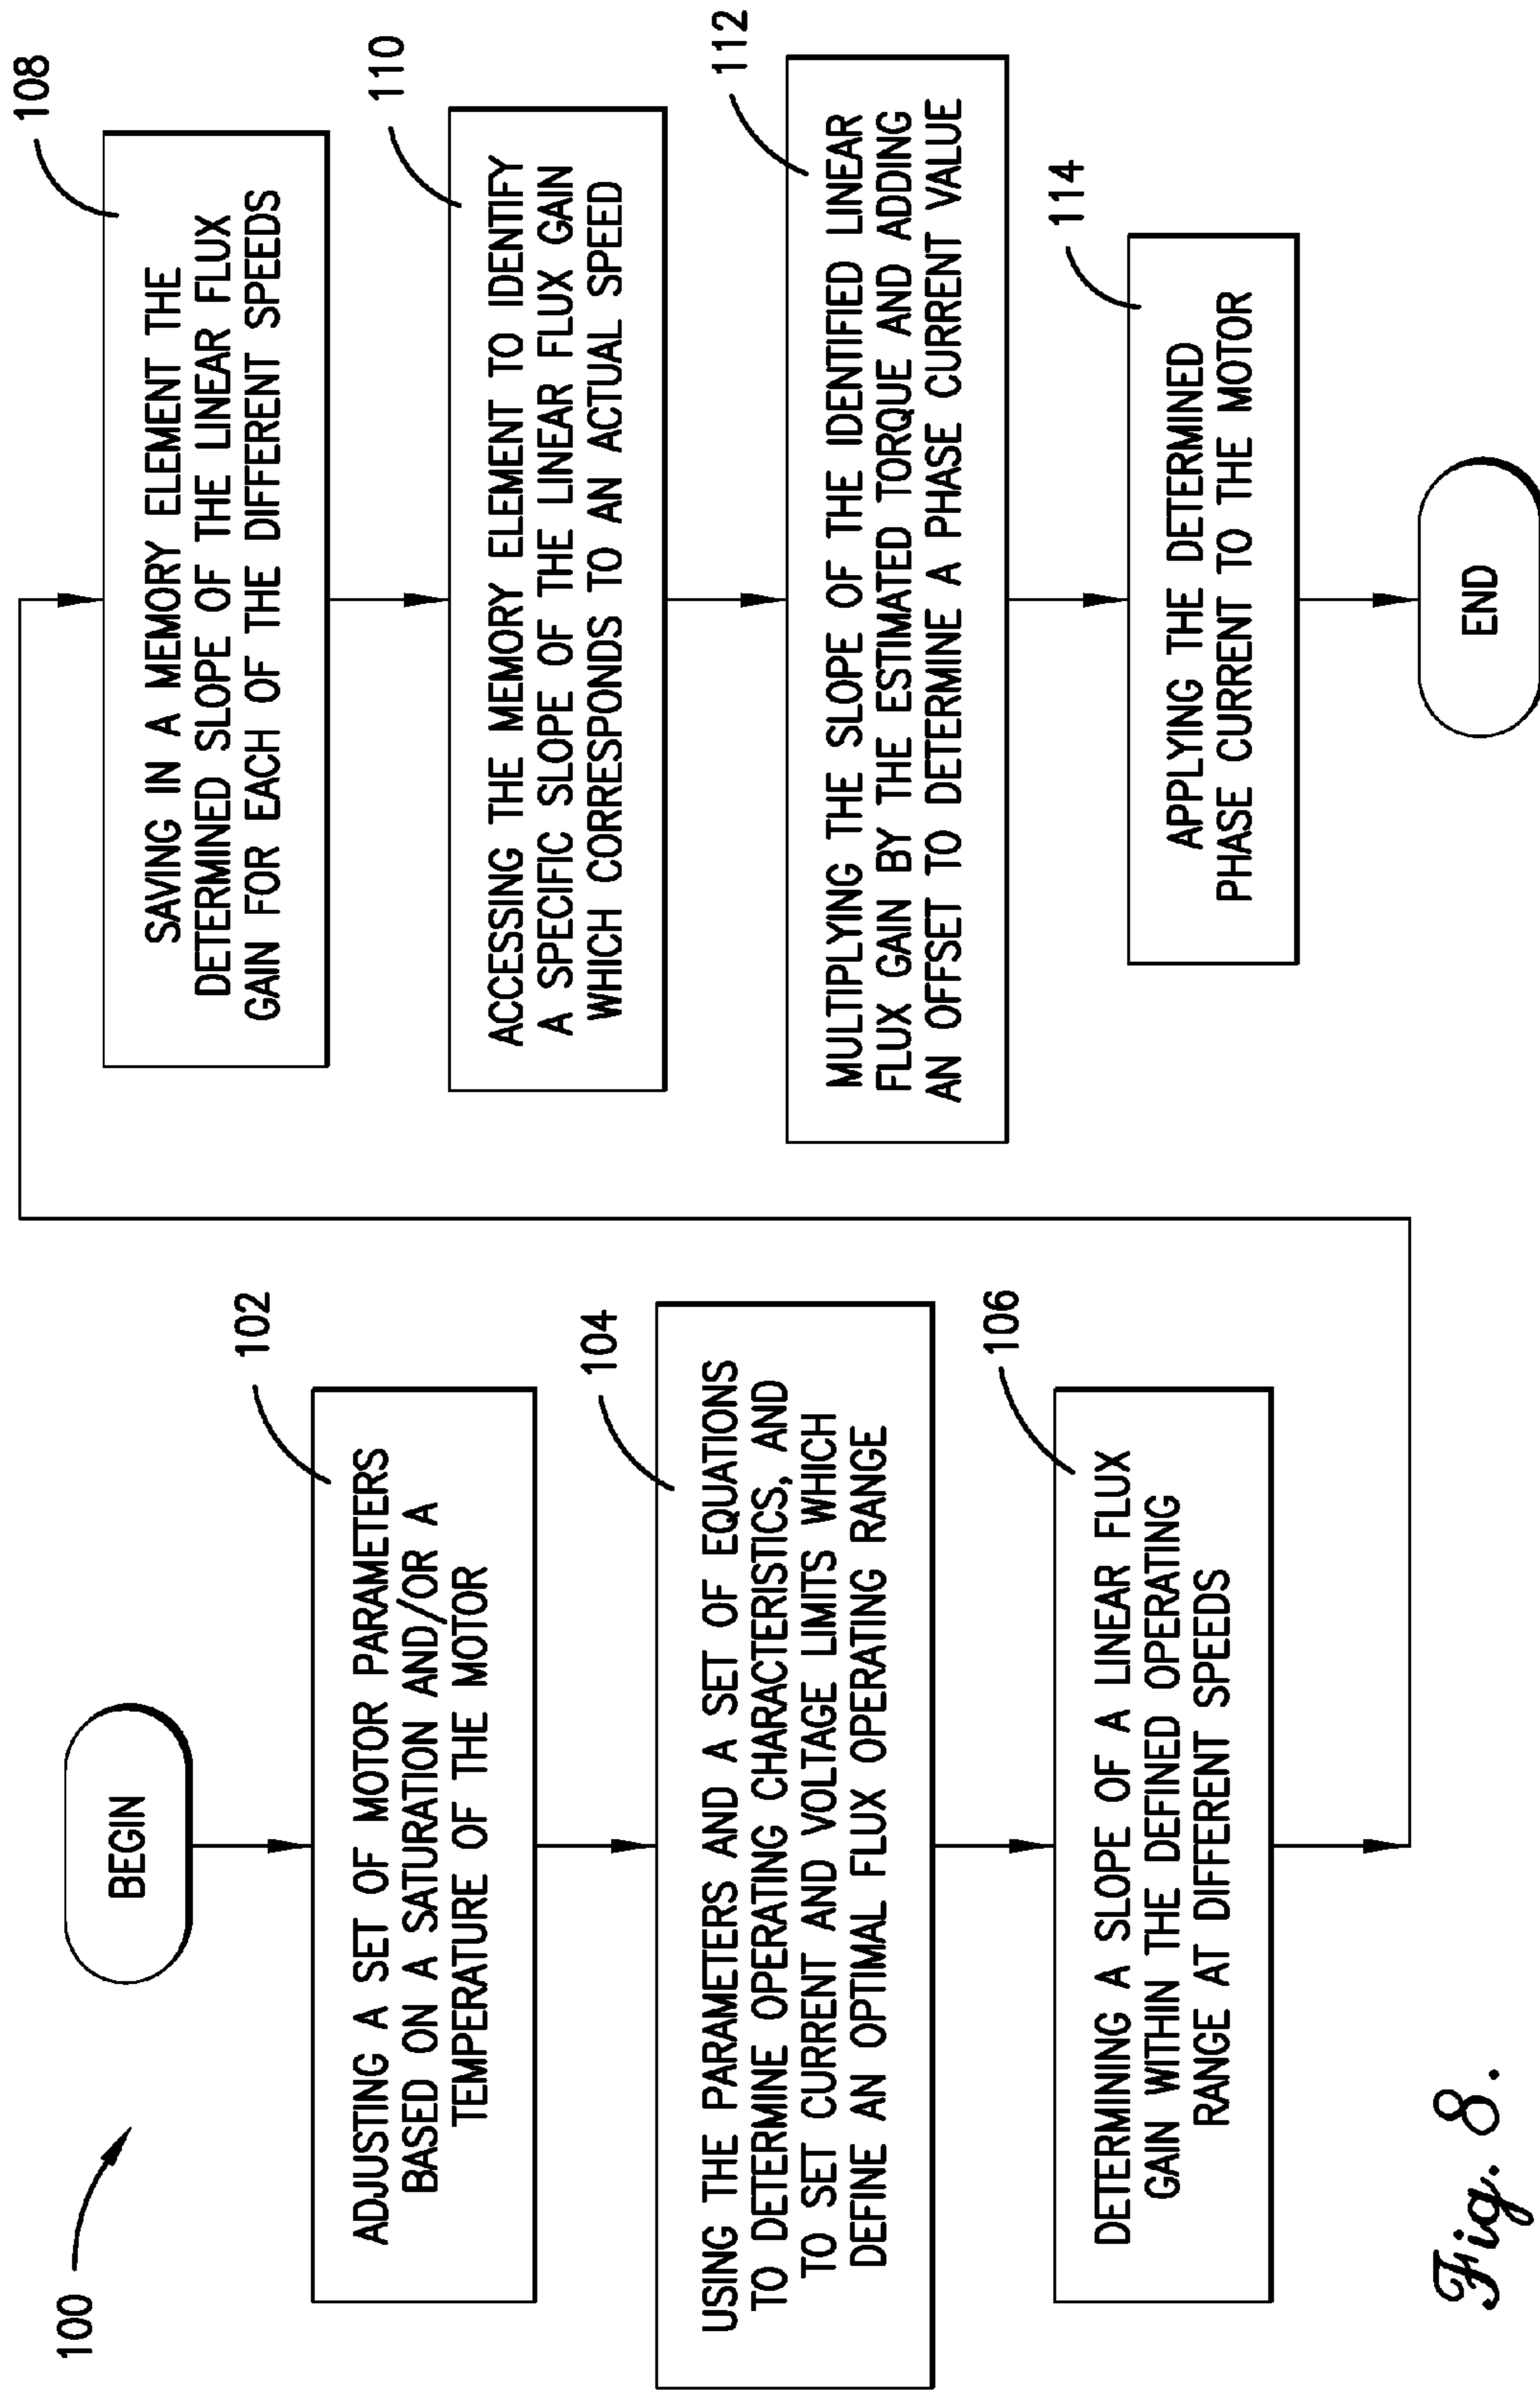 100
BEGIN
102
ADJUSTING A SET OF MOTOR PARAMETERS
BASED ON A SATURATION AND/OR A
TEMPERATURE OF THE MOTOR
104
USING THE PARAMETERS AND A SET OF EQUATIONS
TO DETERMINE OPERATING CHARACTERISTICS, AND
TO SET CURRENT AND VOLTAGE LIMITS WHICH
DEFINE AN OPTIMAL FLUX OPERATING RANGE
106
DETERMINING A SLOPE OF A LINEAR FLUX
GAIN WITHIN THE DEFINED OPERATING
RANGE AT DIFFERENT SPEEDS
108
SAVING IN A MEMORY ELEMENT THE
DETERMINED SLOPE OF THE LINEAR FLUX
GAIN FOR EACH OF THE DIFFERENT SPEEDS
110
ACCESSING THE MEMORY ELEMENT TO IDENTIFY
A SPECIFIC SLOPE OF THE LINEAR FLUX GAIN
WHICH CORRESPONDS TO AN ACTUAL SPEED
112
MULTIPLYING THE SLOPE OF THE IDENTIFIED LINEAR
FLUX GAIN BY THE ESTIMATED TORQUE AND ADDING
AN OFFSET TO DETERMINE A PHASE CURRENT VALUE
114
APPLYING THE DETERMINED
PHASE CURRENT TO THE MOTOR
END
Fig. 8.